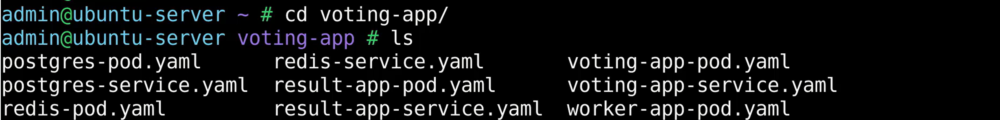 admin@ubuntu-server ~ # cd voting-app/
admin@ubuntu-server voting-app # ls
postgres-pod.yaml      redis-service.yaml       voting-app-pod.yaml
postgres-service.yaml  result-app-pod.yaml      voting-app-service.yaml
redis-pod.yaml         result-app-service.yaml  worker-app-pod.yaml